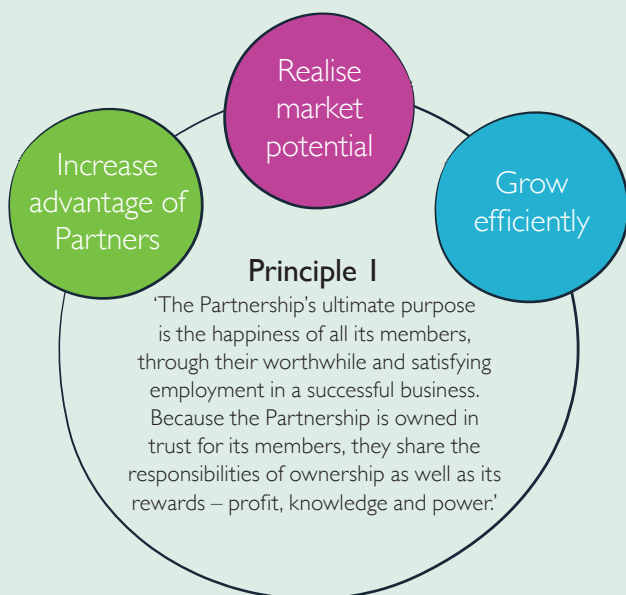 Realise
market
potential
Increase
advantage of
Partners
Grow
efficiently
Principle 1
‘The Partnership’s ultimate purpose
is the happiness of all its members,
through their worthwhile and satisfying
employment in a successful business.
Because the Partnership is owned in
trust for its members, they share the
responsibilities of ownership as well as its
rewards – profit, knowledge and power.’